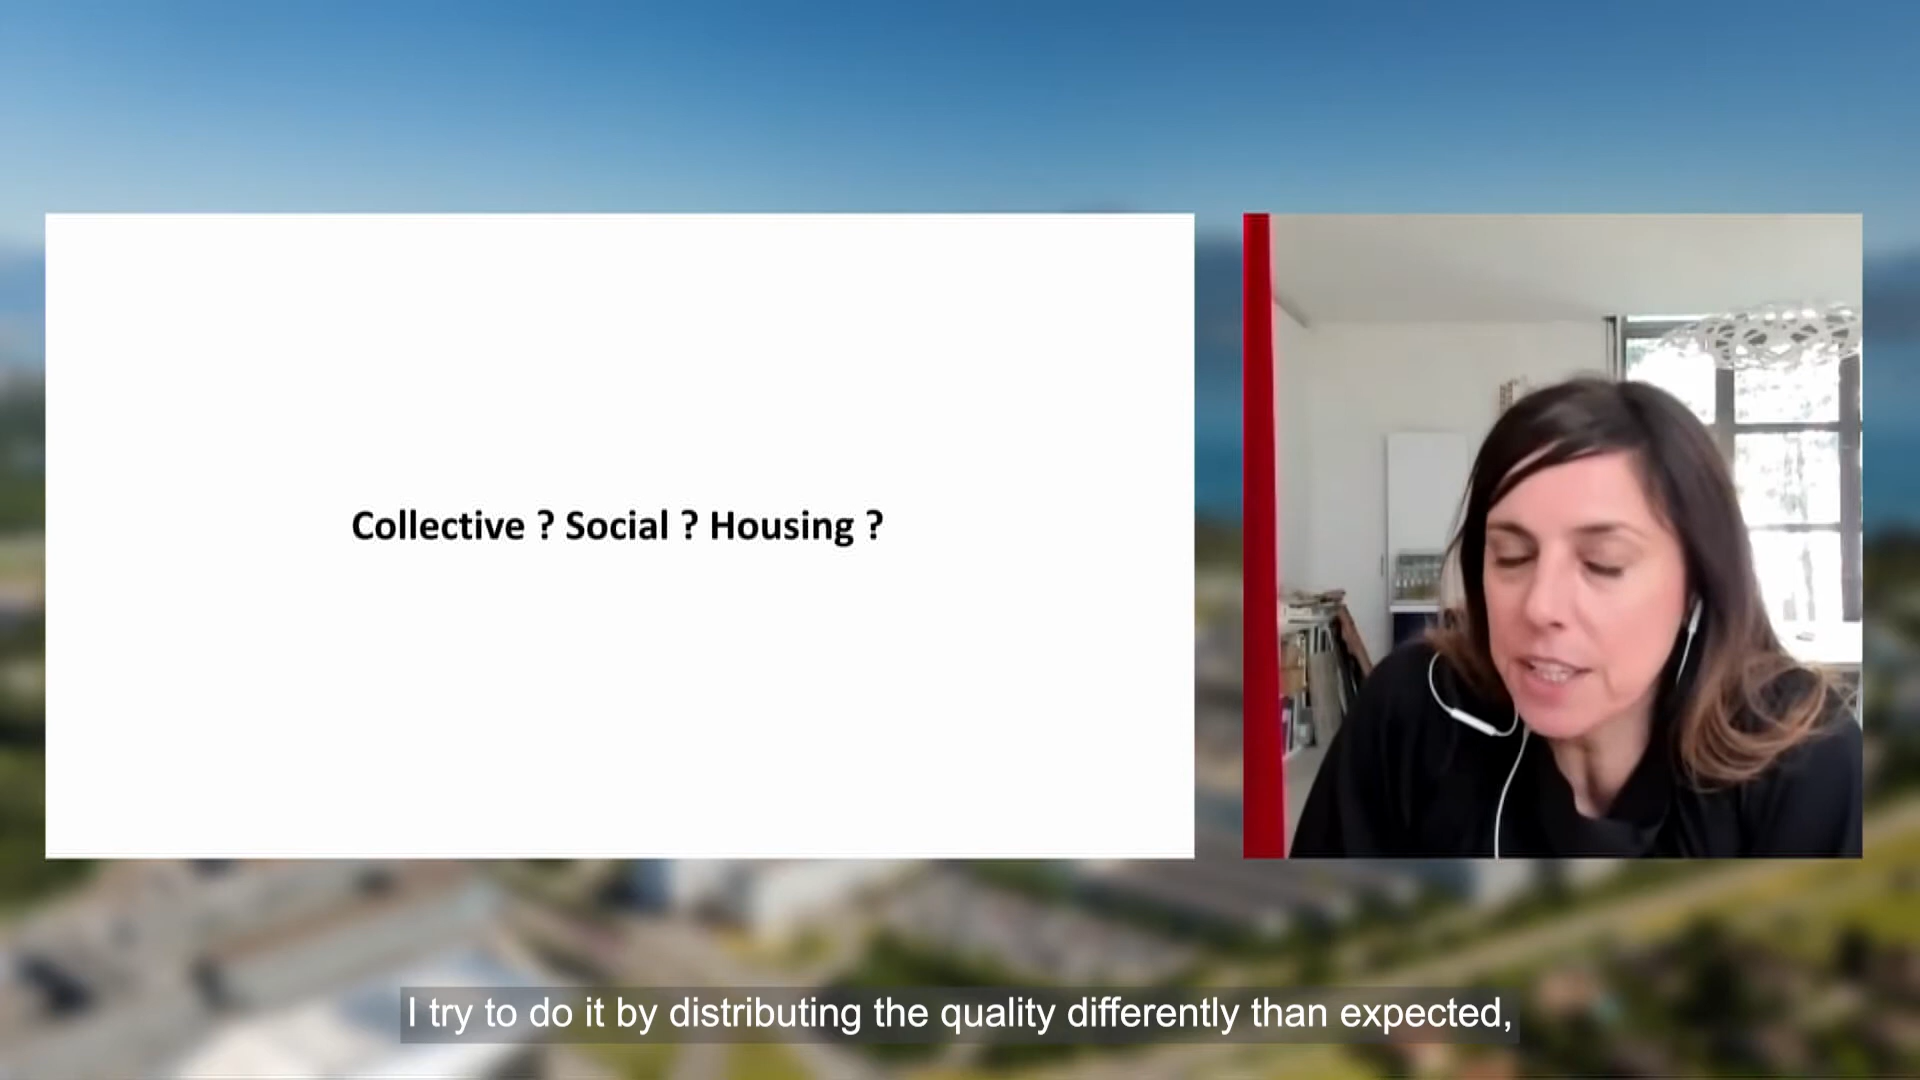 Collective ? Social ? Housing ?
I try to do it by distributing the quality differently than expected,